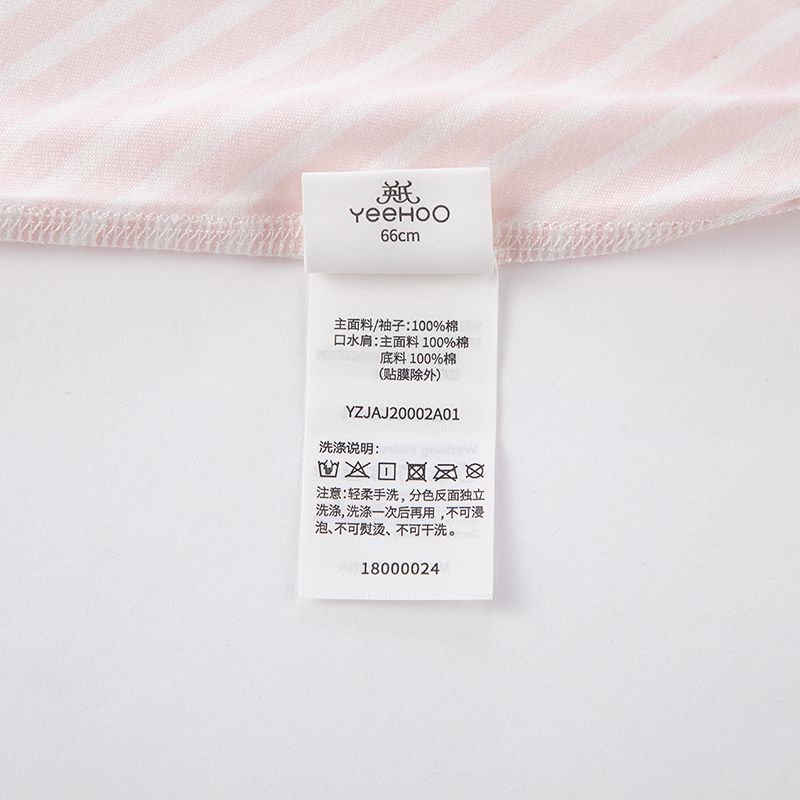 英氏
YeeHoO
66cm
主面料/袖子:100%棉
口水肩:主面料 100%棉
底料 100%棉
(贴膜除外)
YZJAJ20002A01
洗涤说明:
注意:轻柔手洗,分色反面独立
洗涤,洗涤一次后再用,不可浸
泡、不可熨烫、不可干洗。
18000024